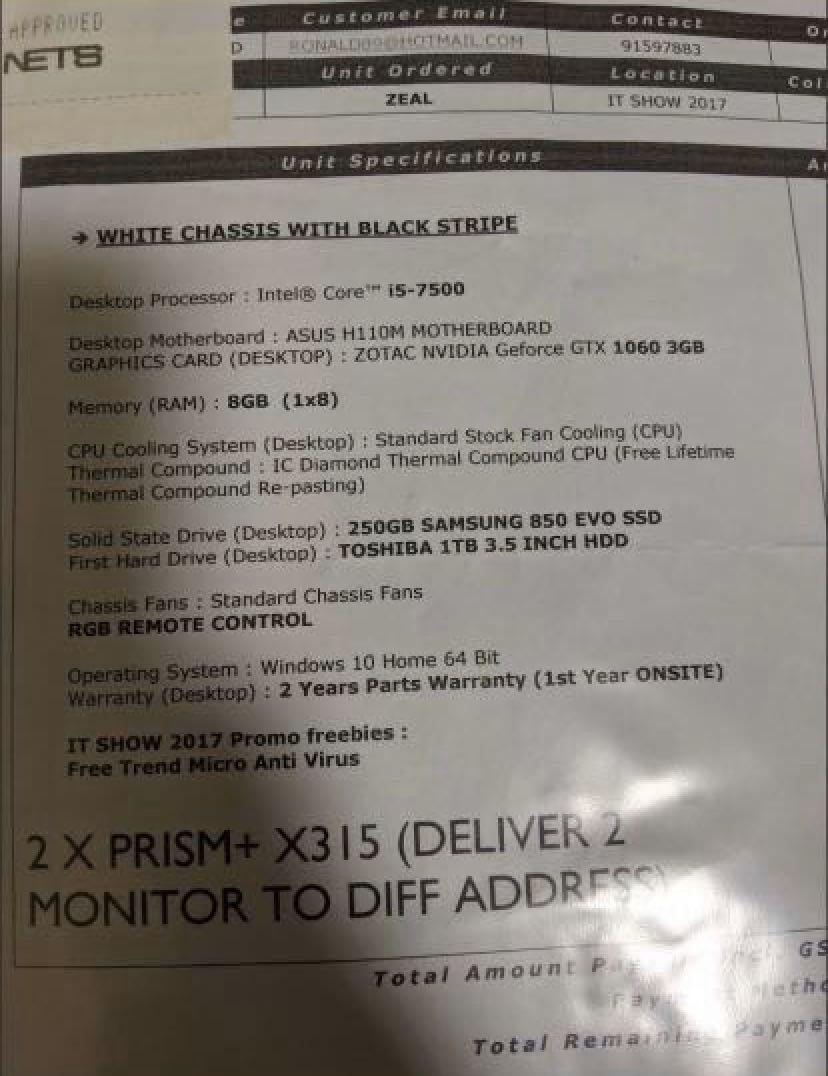 APPROVED
NETS
e Customer Email Contact Or
D RONALD89@HOTMAIL.COM 91597883
Unit Ordered Location Coll
ZEAL IT SHOW 2017
Unit Specifications
→ WHITE CHASSIS WITH BLACK STRIPE
Desktop Processor : Intel® Core™ i5-7500
Desktop Motherboard : ASUS H110M MOTHERBOARD
GRAPHICS CARD (DESKTOP) : ZOTAC NVIDIA Geforce GTX 1060 3GB
Memory (RAM) : 8GB (1x8)
CPU Cooling System (Desktop) : Standard Stock Fan Cooling (CPU)
Thermal Compound : IC Diamond Thermal Compound CPU (Free Lifetime
Thermal Compound Re-pasting)
Solid State Drive (Desktop) : 250GB SAMSUNG 850 EVO SSD
First Hard Drive (Desktop) : TOSHIBA 1TB 3.5 INCH HDD
Chassis Fans : Standard Chassis Fans
RGB REMOTE CONTROL
Operating System : Windows 10 Home 64 Bit
Warranty (Desktop) : 2 Years Parts Warranty (1st Year ONSITE)
IT SHOW 2017 Promo freebies :
Free Trend Micro Anti Virus
2 X PRISM+ X315 (DELIVER 2
MONITOR TO DIFF ADDRESS)
Total Amount GS
Total Remaining Payme